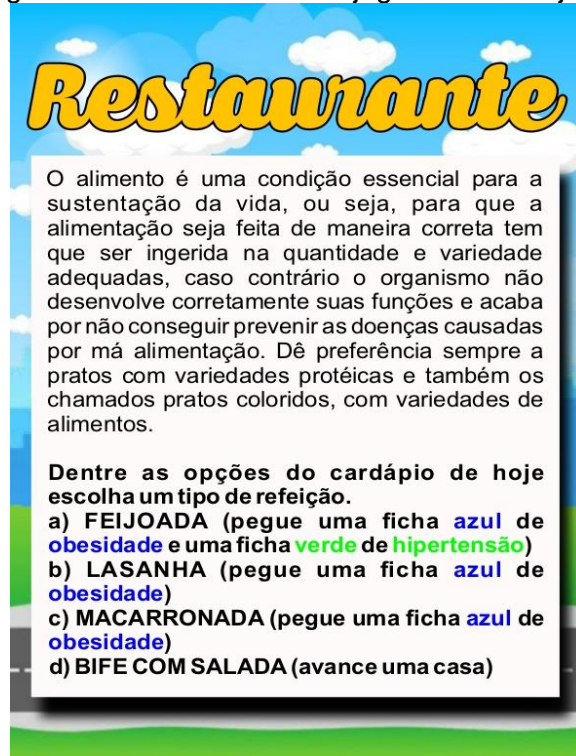 Restaurante
O alimento é uma condição essencial para a
sustentação da vida, ou seja, para que a
alimentação seja feita de maneira correta tem
que ser ingerida na quantidade e variedade
adequadas, caso contrário o organismo não
desenvolve corretamente suas funções e acaba
por não conseguir prevenir as doenças causadas
por má alimentação. Dê preferência sempre a
pratos com variedades protéicas e também os
chamados pratos coloridos, com variedades de
alimentos.
Dentre as opções do cardápio de hoje
escolha um tipo de refeição.
a) FEIJOADA (pegue uma ficha azul de
obesidade e uma ficha verde de hipertensão)
b) LASANHA (pegue uma ficha azul de
obesidade)
c) MACARRONADA (pegue uma ficha azul de
obesidade)
d) BIFE COM SALADA (avance uma casa)